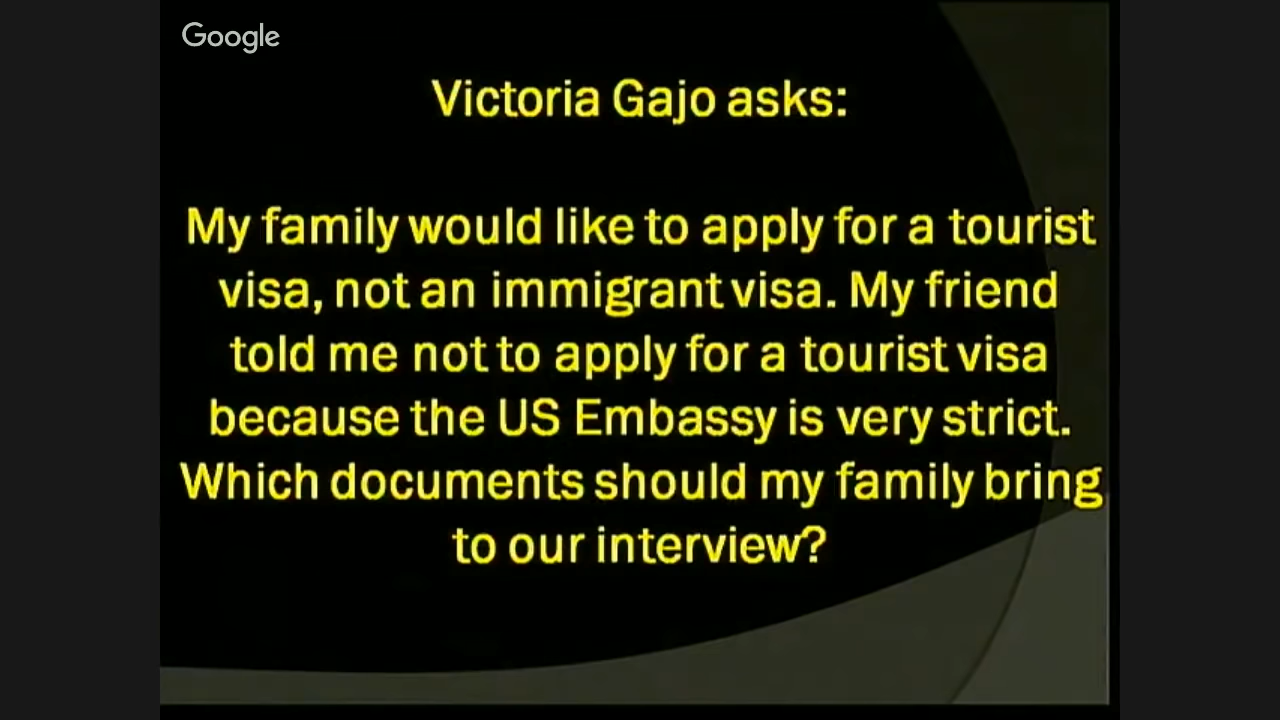 Google
Victoria Gajo asks:
My family would like to apply for a tourist
visa, not an immigrant visa. My friend
told me not to apply for a tourist visa
because the US Embassy is very strict.
Which documents should my family bring
to our interview?